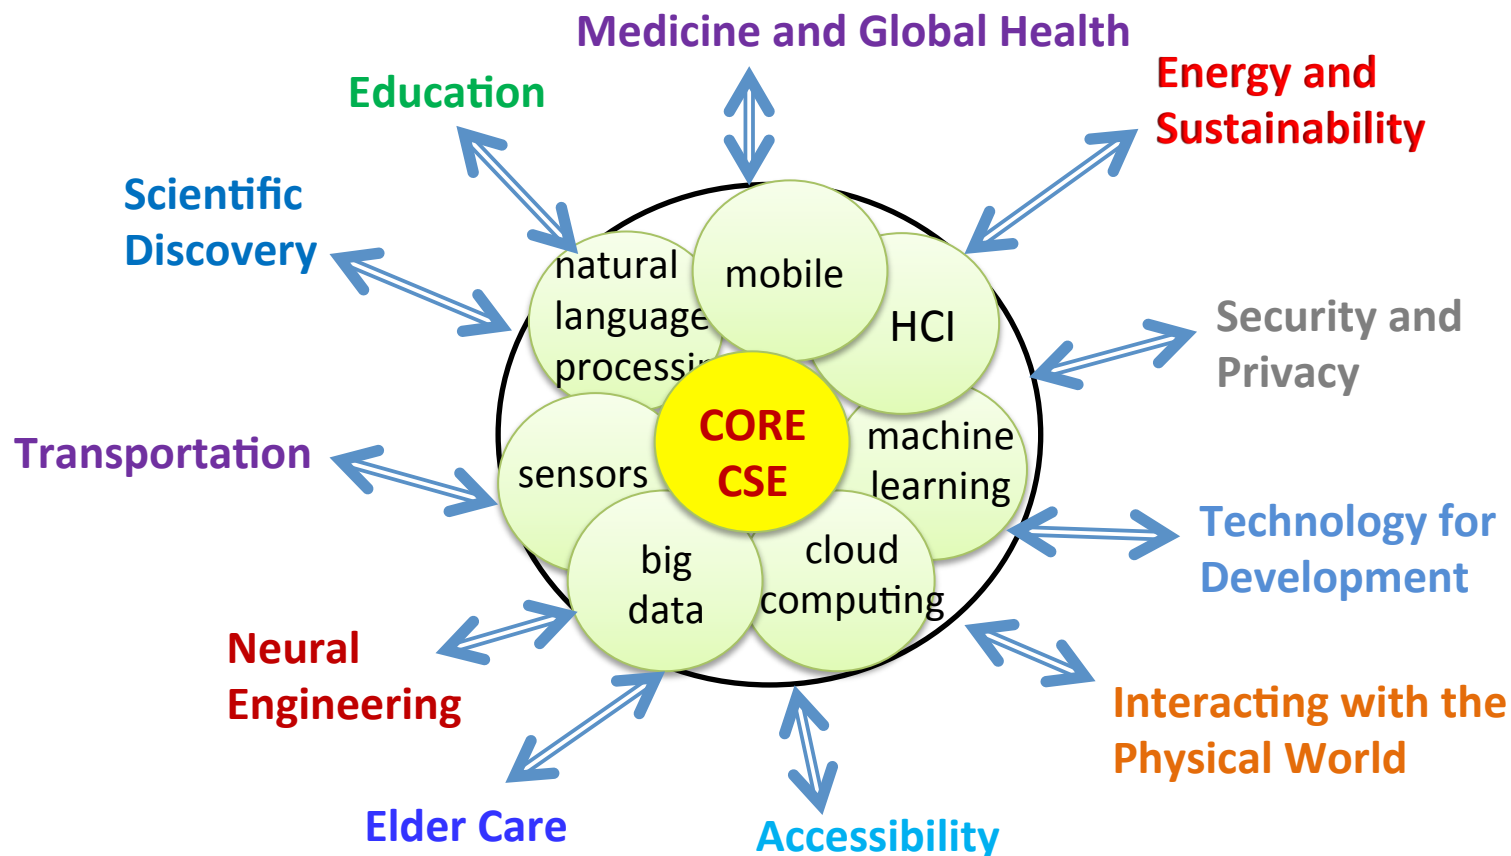 Medicine and Global Health
Education
Energy and
Sustainability
Scientific
Discovery
natural
language
processin
mobile
HCI
Security and
Privacy
CORE
CSE
machine
learning
Transportation
sensors
Technology for
Development
big
data
cloud
computing
Neural
Engineering
Interacting with the
Physical World
Elder Care
Accessibility